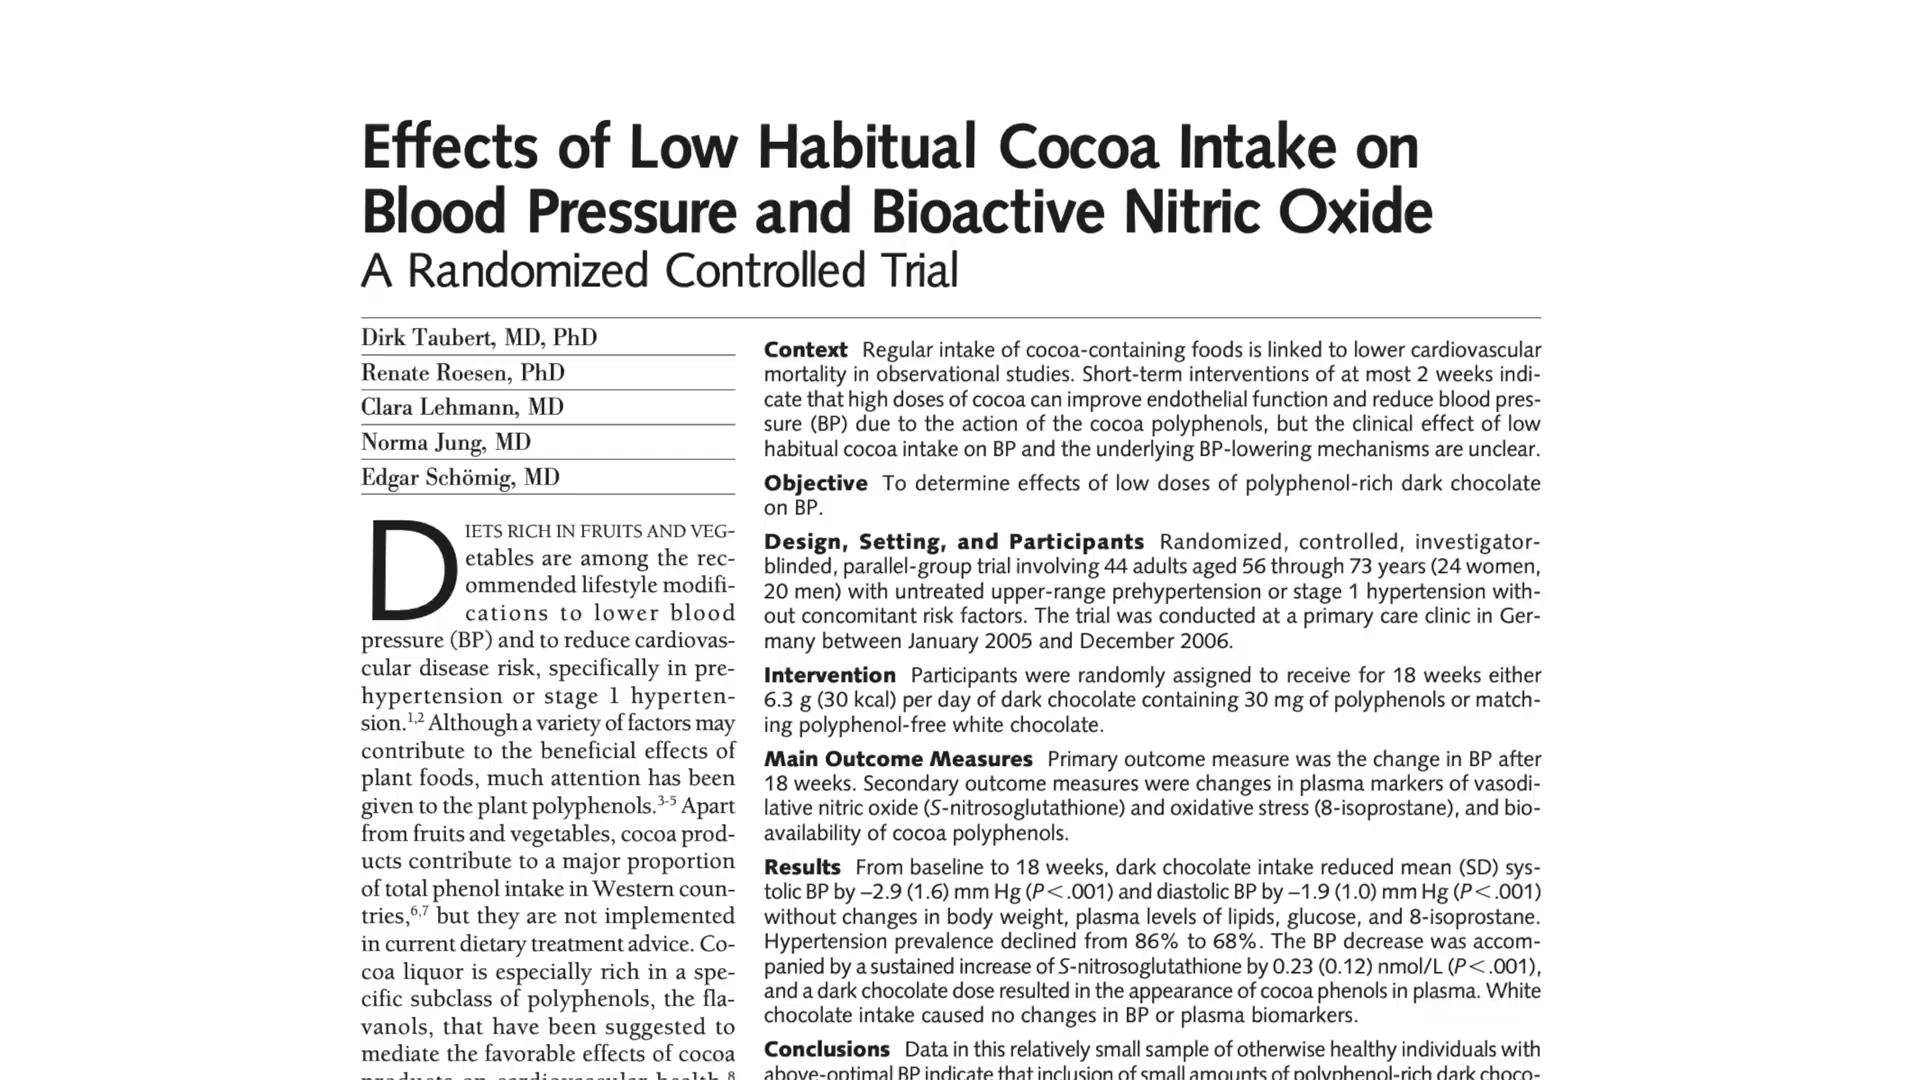 Effects of Low Habitual Cocoa Intake on
Blood Pressure and Bioactive Nitric Oxide
A Randomized Controlled Trial
Dirk Taubert, MD, PhD
Renate Roesen, PhD
Clara Lehmann, MD
Norma Jung, MD
Edgar Schömig, MD
DIETS RICH IN FRUITS AND VEG-
etables are among the rec-
ommended lifestyle modifi-
cations to lower blood
pressure (BP) and to reduce cardiovas-
cular disease risk, specifically in pre-
hypertension or stage 1 hyperten-
sion.1,2 Although a variety of factors may
contribute to the beneficial effects of
plant foods, much attention has been
given to the plant polyphenols.3-5 Apart
from fruits and vegetables, cocoa prod-
ucts contribute to a major proportion
of total phenol intake in Western coun-
tries,6,7 but they are not implemented
in current dietary treatment advice. Co-
coa liquor is especially rich in a spe-
cific subclass of polyphenols, the fla-
vanols, that have been suggested to
mediate the favorable effects of cocoa
products on cardiovascular health.8
Context Regular intake of cocoa-containing foods is linked to lower cardiovascular
mortality in observational studies. Short-term interventions of at most 2 weeks indi-
cate that high doses of cocoa can improve endothelial function and reduce blood pres-
sure (BP) due to the action of the cocoa polyphenols, but the clinical effect of low
habitual cocoa intake on BP and the underlying BP-lowering mechanisms are unclear.
Objective To determine effects of low doses of polyphenol-rich dark chocolate
on BP.
Design, Setting, and Participants Randomized, controlled, investigator-
blinded, parallel-group trial involving 44 adults aged 56 through 73 years (24 women,
20 men) with untreated upper-range prehypertension or stage 1 hypertension with-
out concomitant risk factors. The trial was conducted at a primary care clinic in Ger-
many between January 2005 and December 2006.
Intervention Participants were randomly assigned to receive for 18 weeks either
6.3 g (30 kcal) per day of dark chocolate containing 30 mg of polyphenols or match-
ing polyphenol-free white chocolate.
Main Outcome Measures Primary outcome measure was the change in BP after
18 weeks. Secondary outcome measures were changes in plasma markers of vasodi-
lative nitric oxide (S-nitrosoglutathione) and oxidative stress (8-isoprostane), and bio-
availability of cocoa polyphenols.
Results From baseline to 18 weeks, dark chocolate intake reduced mean (SD) sys-
tolic BP by −2.9 (1.6) mm Hg (P<.001) and diastolic BP by −1.9 (1.0) mm Hg (P<.001)
without changes in body weight, plasma levels of lipids, glucose, and 8-isoprostane.
Hypertension prevalence declined from 86% to 68%. The BP decrease was accom-
panied by a sustained increase of S-nitrosoglutathione by 0.23 (0.12) nmol/L (P<.001),
and a dark chocolate dose resulted in the appearance of cocoa phenols in plasma. White
chocolate intake caused no changes in BP or plasma biomarkers.
Conclusions Data in this relatively small sample of otherwise healthy individuals with
above-optimal BP indicate that inclusion of small amounts of polyphenol-rich dark choco-